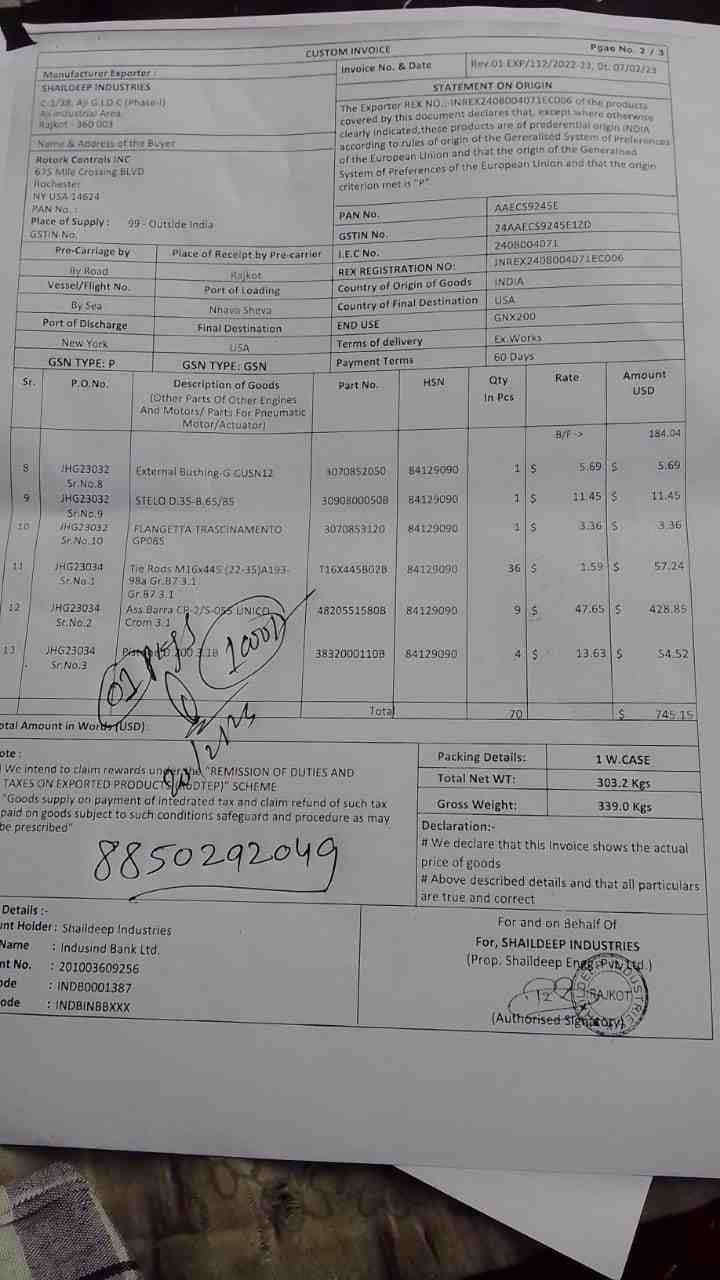 CUSTOM INVOICE
Pgae No. 2 / 3
Manufacturer Exporter :
SHAILDEEP INDUSTRIES
C-1/38, Aji G.I.D.C (Phase-I)
Aji Industrial Area,
Rajkot - 360 003
Invoice No. & Date
Rev.01 EXP/112/2022-23, Dt. 07/02/23
STATEMENT ON ORIGIN
The Exporter REX NO.:-INREX2408004071EC006 of the products
covered by this document declares that, except where otherwise
clearly indicated,these products are of prederential origin INDIA
according to rules of origin of the Generalised System of Preferences
of the European Union and that the origin of the Generalised
System of Preferences of the European Union and that the origin
criterion met is "P"
Name & Address of the Buyer
Rotork Controls INC
675 Mile Crossing BLVD
Rochester
NY USA 14624
PAN No. :
Place of Supply : 99 - Outside India
GSTIN No.
PAN No. AAECS9245E
GSTIN No. 24AAECS9245E1ZD
I.E.C No. 2408004071
REX REGISTRATION NO: INREX2408004071EC006
Country of Origin of Goods INDIA
Country of Final Destination USA
END USE GNX200
Terms of delivery Ex.Works
Payment Terms 60 Days
Pre-Carriage by Place of Receipt by Pre-carrier
By Road Rajkot
Vessel/Flight No. Port of Loading
By Sea Nhava Sheva
Port of Discharge Final Destination
New York USA
GSN TYPE: P GSN TYPE: GSN
Sr. P.O.No. Description of Goods Part No. HSN Qty Rate Amount
(Other Parts Of Other Engines In Pcs USD
And Motors/ Parts For Pneumatic
Motor/Actuator)
B/F -> 184.04
8 JHG23032 External Bushing-G GUSN12 3070852050 84129090 1 $ 5.69 $ 5.69
Sr.No.8
9 JHG23032 STELO D.35-B.65/85 3090800050B 84129090 1 $ 11.45 $ 11.45
Sr.No.9
10 JHG23032 FLANGETTA TRASCINAMENTO 3070853120 84129090 1 $ 3.36 $ 3.36
Sr.No.10 GP085
11 JHG23034 Tie Rods M16x445 (22-35)A193- T16X445B02B 84129090 36 $ 1.59 $ 57.24
Sr.No.1 98a Gr.B7 3.1
Gr.B7 3.1
12 JHG23034 Ass.Barra CP-2/S-085 UNICO 4820551580B 84129090 9 $ 47.65 $ 428.85
Sr.No.2 Crom 3.1
13 JHG23034 200 3.1B 3832000110B 84129090 4 $ 13.63 $ 54.52
Sr.No.3
01
1
Total 70 $ 745.15
otal Amount in Words (USD) :
ote :
We intend to claim rewards under the "REMISSION OF DUTIES AND
TAXES ON EXPORTED PRODUCTS (RoDTEP)" SCHEME
"Goods supply on payment of intedrated tax and claim refund of such tax
paid on goods subject to such conditions safeguard and procedure as may
be prescribed"
8850292049
Packing Details: 1 W.CASE
Total Net WT: 303.2 Kgs
Gross Weight: 339.0 Kgs
Declaration:-
# We declare that this Invoice shows the actual
price of goods
# Above described details and that all particulars
are true and correct
Details :-
unt Holder : Shaildeep Industries
Name : Indusind Bank Ltd.
nt No. : 201003609256
ode : INDB0001387
ode : INDBINBBXXX
For and on Behalf Of
For, SHAILDEEP INDUSTRIES
(Prop. Shaildeep Engg.Pvt. Ltd.)
SHAILDEEP INDUSTRIES
RAJKOT
(Authorised Signatory)